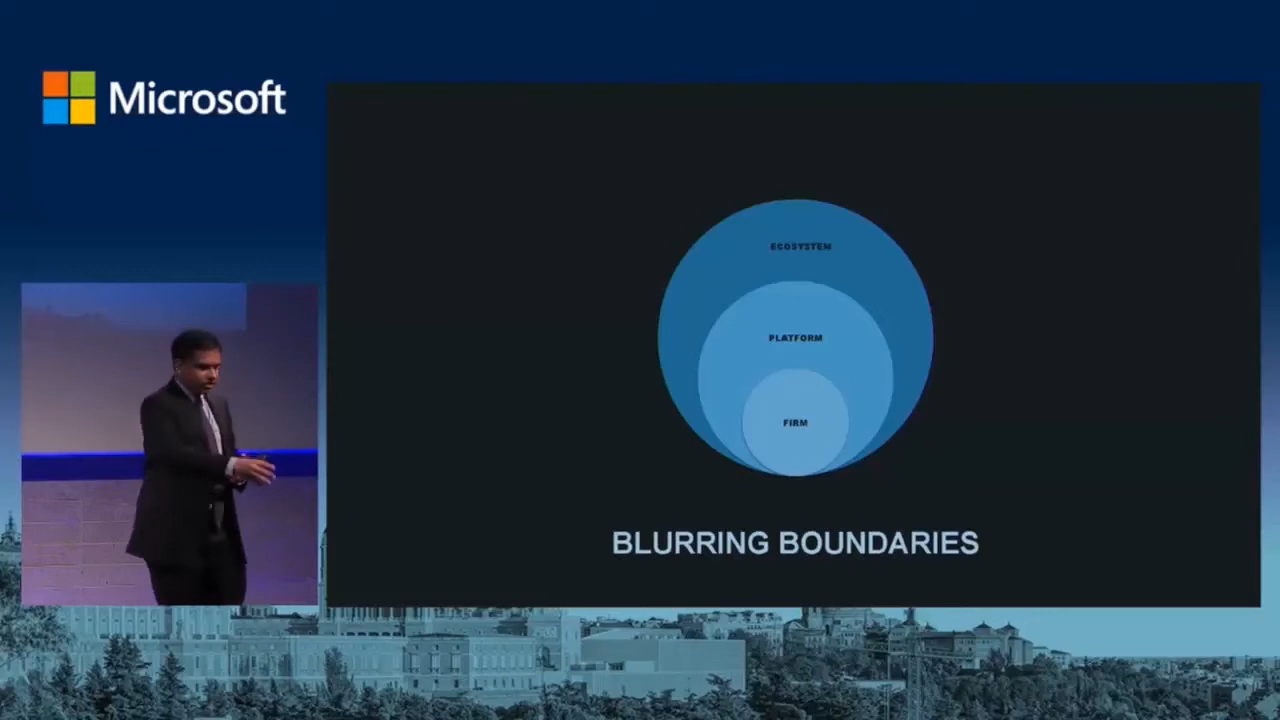 Microsoft
ECOSYSTEM
PLATFORM
FIRM
BLURRING BOUNDARIES